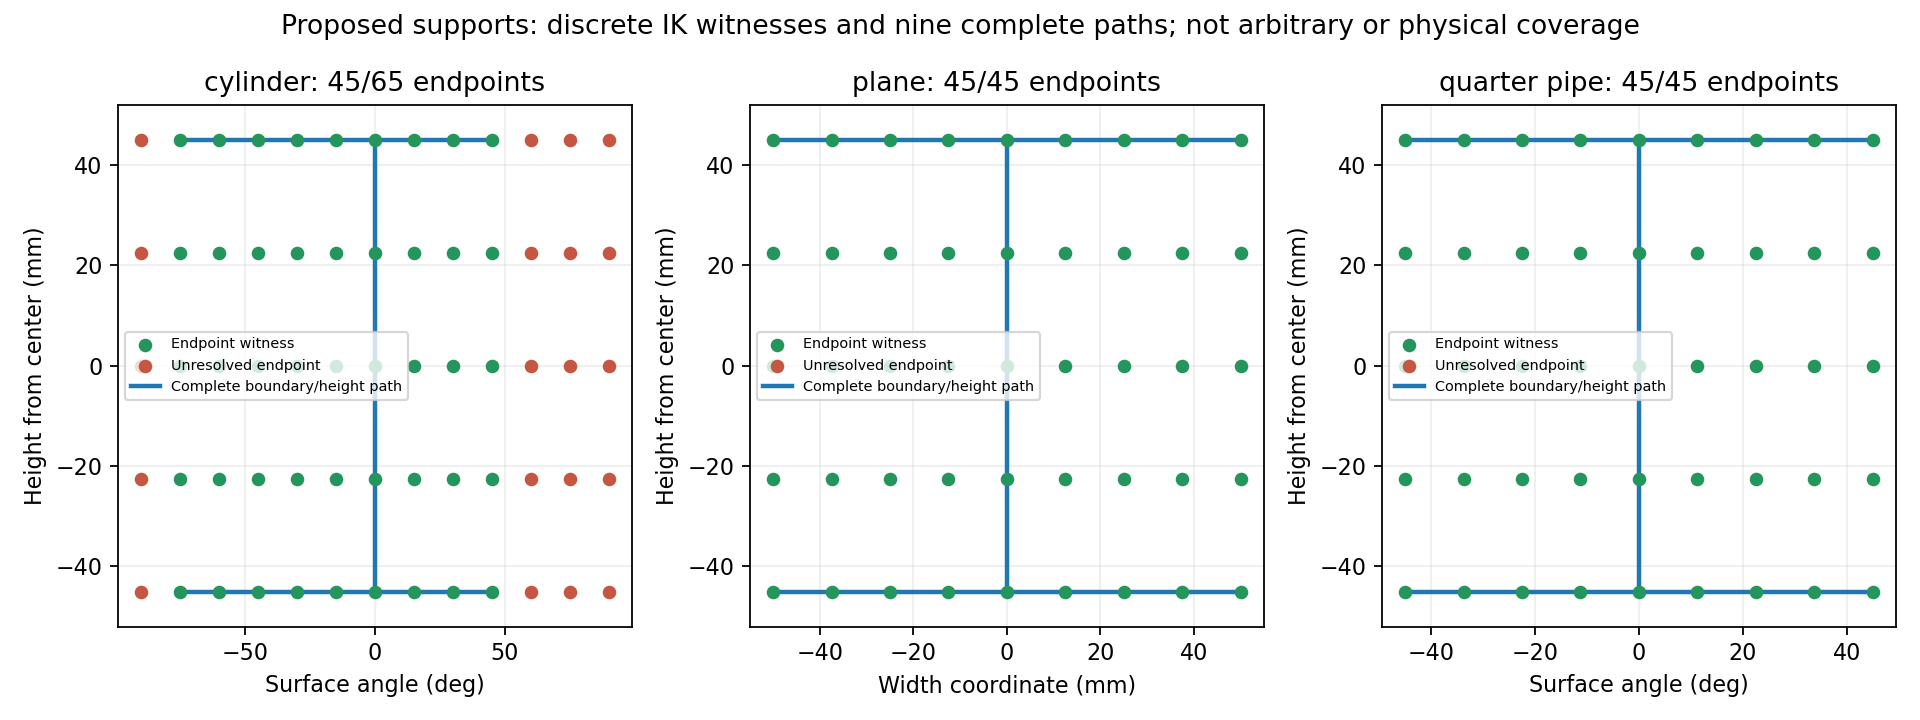 Proposed supports: discrete IK witnesses and nine complete paths; not arbitrary or physical coverage
cylinder: 45/65 endpoints
Height from center (mm)
40
20
0
−20
−40
Endpoint witness
Unresolved endpoint
Complete boundary/height path
−50
0
50
Surface angle (deg)
plane: 45/45 endpoints
Height from center (mm)
40
20
0
−20
−40
Endpoint witness
Unresolved endpoint
Complete boundary/height path
−40
−20
0
20
40
Width coordinate (mm)
quarter pipe: 45/45 endpoints
Height from center (mm)
40
20
0
−20
−40
Endpoint witness
Unresolved endpoint
Complete boundary/height path
−40
−20
0
20
40
Surface angle (deg)